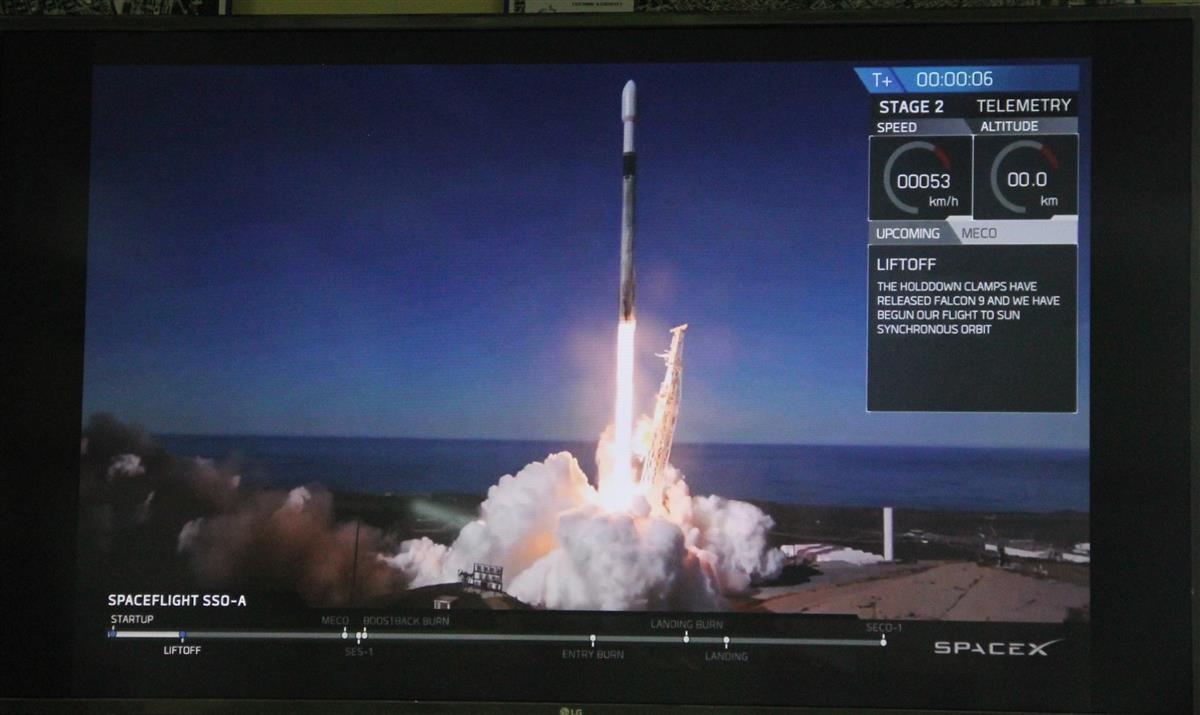 T+ 00:00:06
STAGE 2 TELEMETRY
SPEED ALTITUDE
00053 00.0
km/h km
UPCOMING MECO
LIFTOFF
THE HOLDDOWN CLAMPS HAVE
RELEASED FALCON 9 AND WE HAVE
BEGUN OUR FLIGHT TO SUN
SYNCHRONOUS ORBIT
SPACEFLIGHT SSO-A
STARTUP MECO BOOSTBACK BURN LANDING BURN SECO-1
LIFTOFF SES-1 ENTRY BURN LANDING
SPACEX
LG